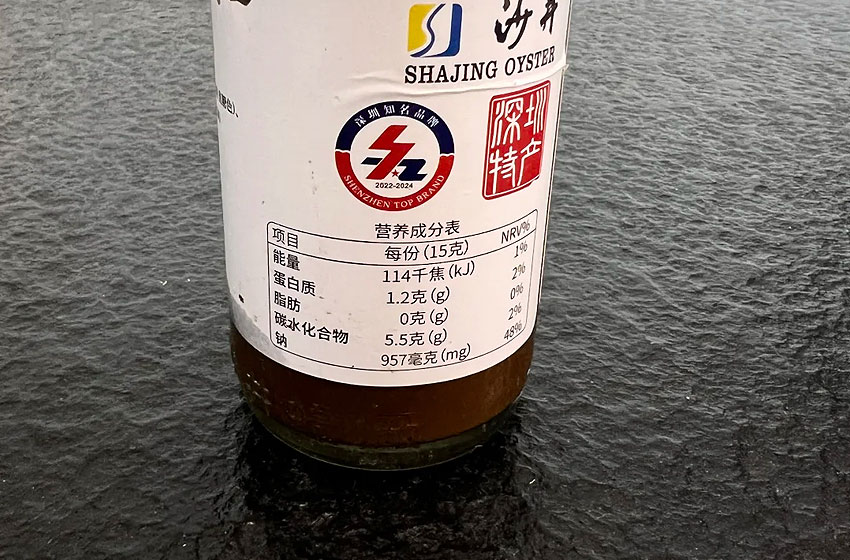 沙井
SHAJING OYSTER
深圳知名品牌
2022-2024
SHENZHEN TOP BRAND
深圳
特产
营养成分表
项目 每份(15克) NRV%
能量 114千焦(kJ) 1%
蛋白质 1.2克(g) 2%
脂肪 0克(g) 0%
碳水化合物 5.5克(g) 2%
钠 957毫克(mg) 48%